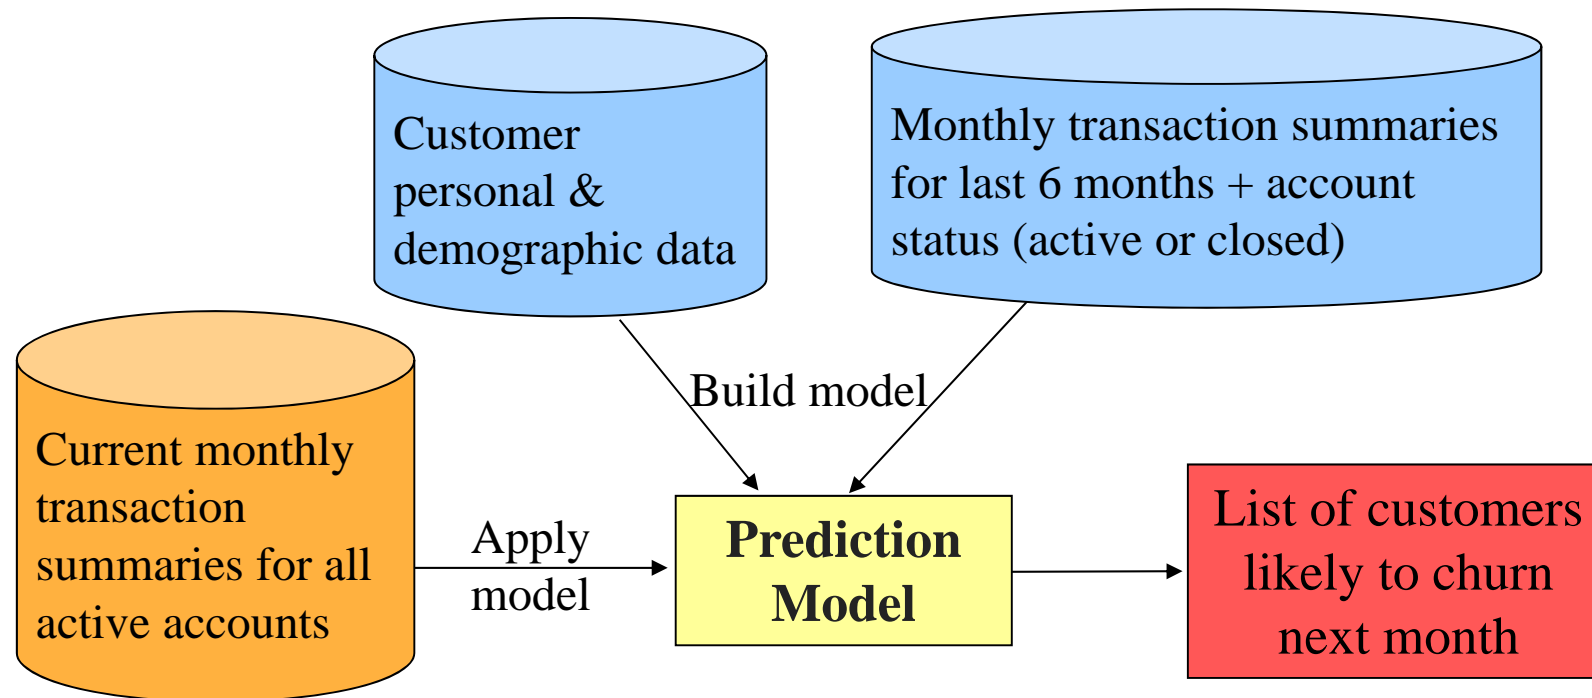 Customer
personal &
demographic data
Monthly transaction summaries
for last 6 months + account
status (active or closed)
Build model
Current monthly
transaction
summaries for all
active accounts
Apply
model
Prediction
Model
List of customers
likely to churn
next month